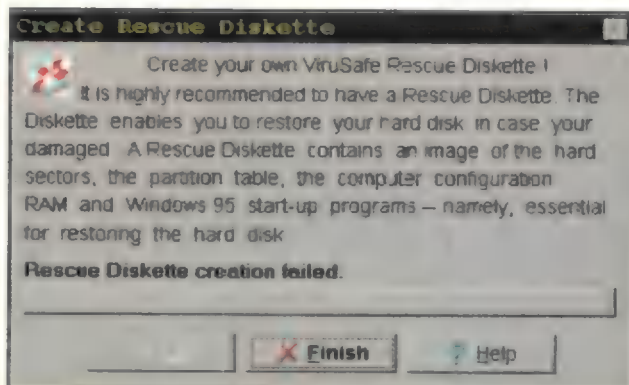 Create Rescue Diskette
Create your own ViruSafe Rescue Diskette !
It is highly recommended to have a Rescue Diskette. The
Diskette enables you to restore your hard disk in case your
damaged. A Rescue Diskette contains an image of the hard
sectors, the partition table, the computer configuration
RAM and Windows 95 start-up programs – namely, essential
for restoring the hard disk
Rescue Diskette creation failed.
Finish
? Help